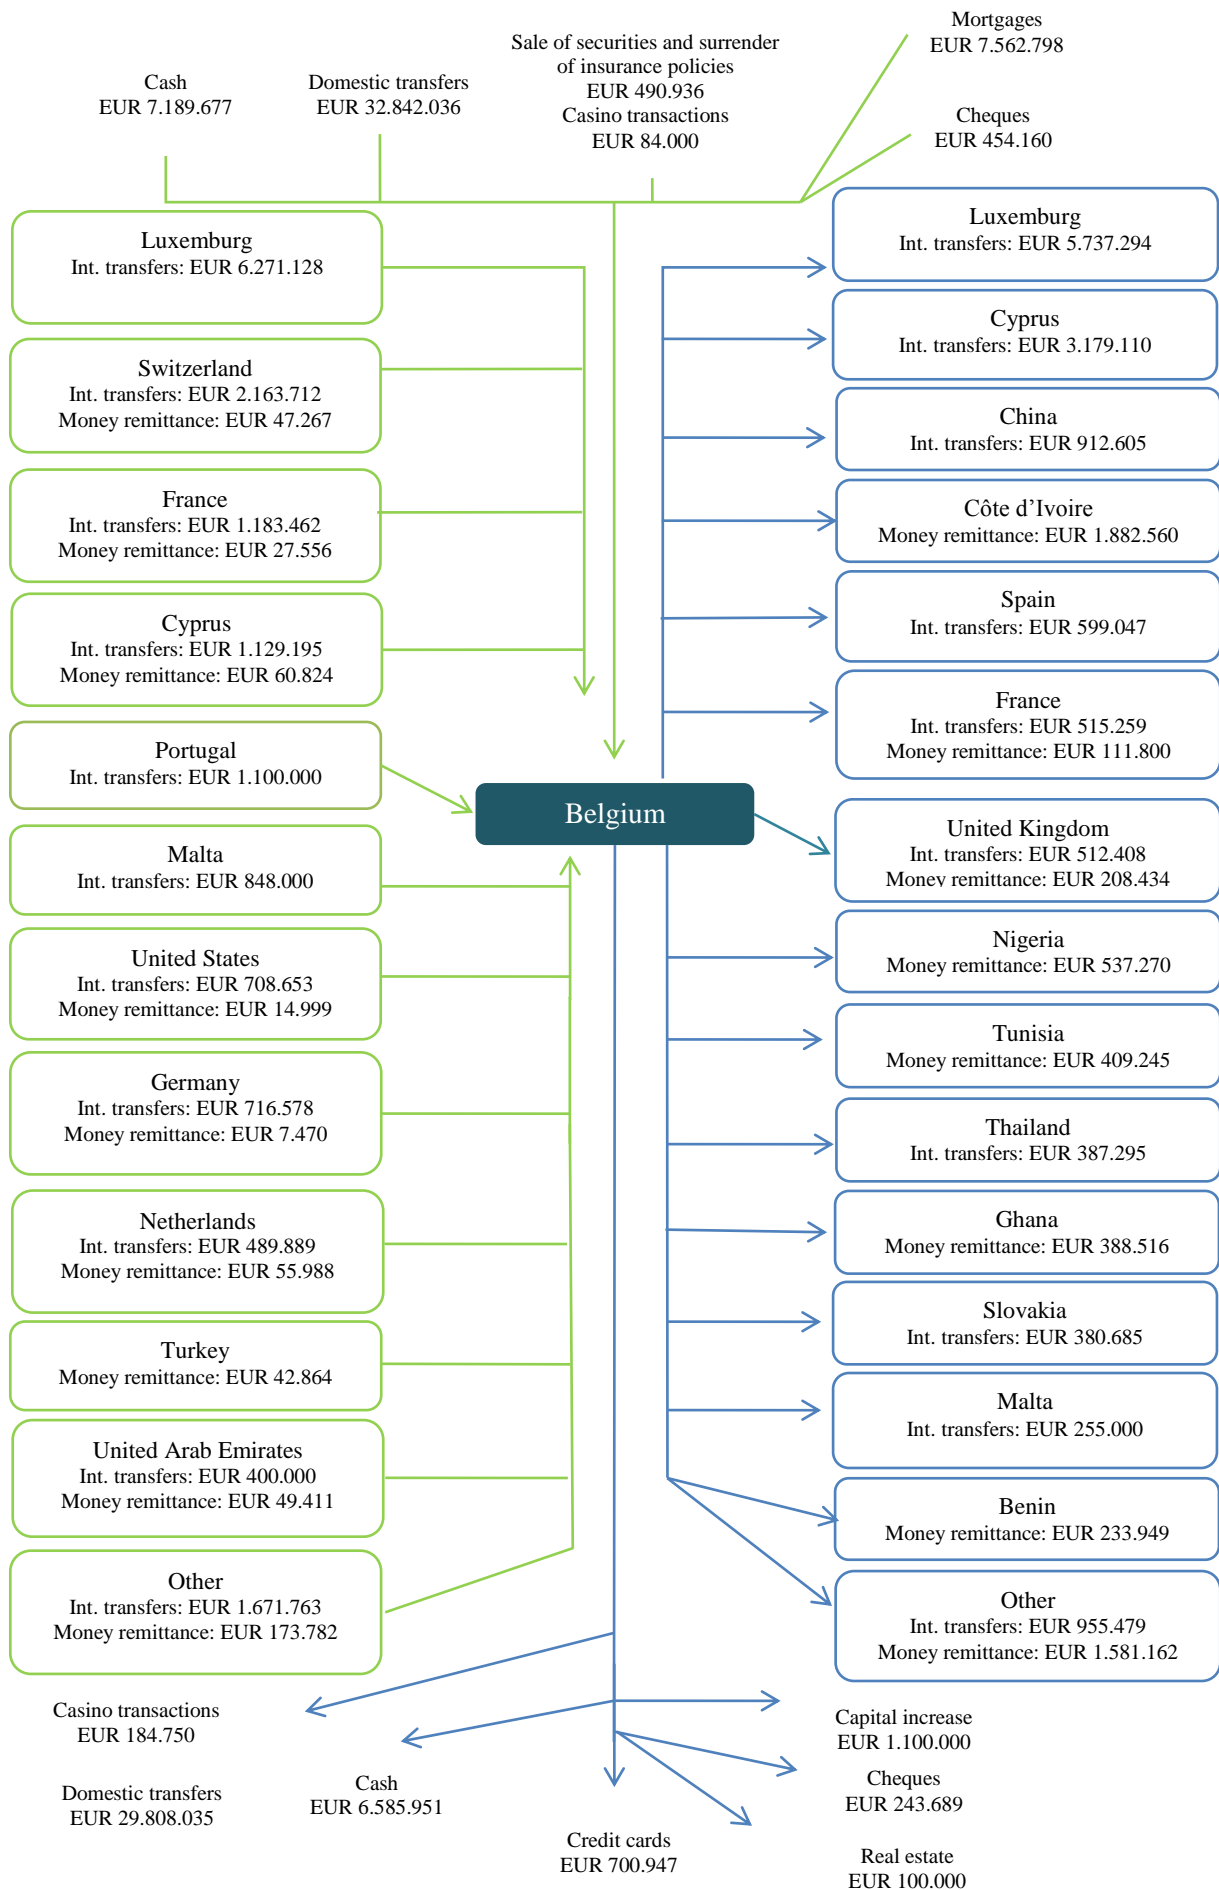 Mortgages
EUR 7.562.798
Sale of securities and surrender
of insurance policies
EUR 490.936
Casino transactions
EUR 84.000
Cash
EUR 7.189.677
Domestic transfers
EUR 32.842.036
Cheques
EUR 454.160
Luxemburg
Int. transfers: EUR 6.271.128
Switzerland
Int. transfers: EUR 2.163.712
Money remittance: EUR 47.267
France
Int. transfers: EUR 1.183.462
Money remittance: EUR 27.556
Cyprus
Int. transfers: EUR 1.129.195
Money remittance: EUR 60.824
Portugal
Int. transfers: EUR 1.100.000
Malta
Int. transfers: EUR 848.000
United States
Int. transfers: EUR 708.653
Money remittance: EUR 14.999
Germany
Int. transfers: EUR 716.578
Money remittance: EUR 7.470
Netherlands
Int. transfers: EUR 489.889
Money remittance: EUR 55.988
Turkey
Money remittance: EUR 42.864
United Arab Emirates
Int. transfers: EUR 400.000
Money remittance: EUR 49.411
Other
Int. transfers: EUR 1.671.763
Money remittance: EUR 173.782
Belgium
Luxemburg
Int. transfers: EUR 5.737.294
Cyprus
Int. transfers: EUR 3.179.110
China
Int. transfers: EUR 912.605
Côte d’Ivoire
Money remittance: EUR 1.882.560
Spain
Int. transfers: EUR 599.047
France
Int. transfers: EUR 515.259
Money remittance: EUR 111.800
United Kingdom
Int. transfers: EUR 512.408
Money remittance: EUR 208.434
Nigeria
Money remittance: EUR 537.270
Tunisia
Money remittance: EUR 409.245
Thailand
Int. transfers: EUR 387.295
Ghana
Money remittance: EUR 388.516
Slovakia
Int. transfers: EUR 380.685
Malta
Int. transfers: EUR 255.000
Benin
Money remittance: EUR 233.949
Other
Int. transfers: EUR 955.479
Money remittance: EUR 1.581.162
Casino transactions
EUR 184.750
Domestic transfers
EUR 29.808.035
Cash
EUR 6.585.951
Credit cards
EUR 700.947
Capital increase
EUR 1.100.000
Cheques
EUR 243.689
Real estate
EUR 100.000